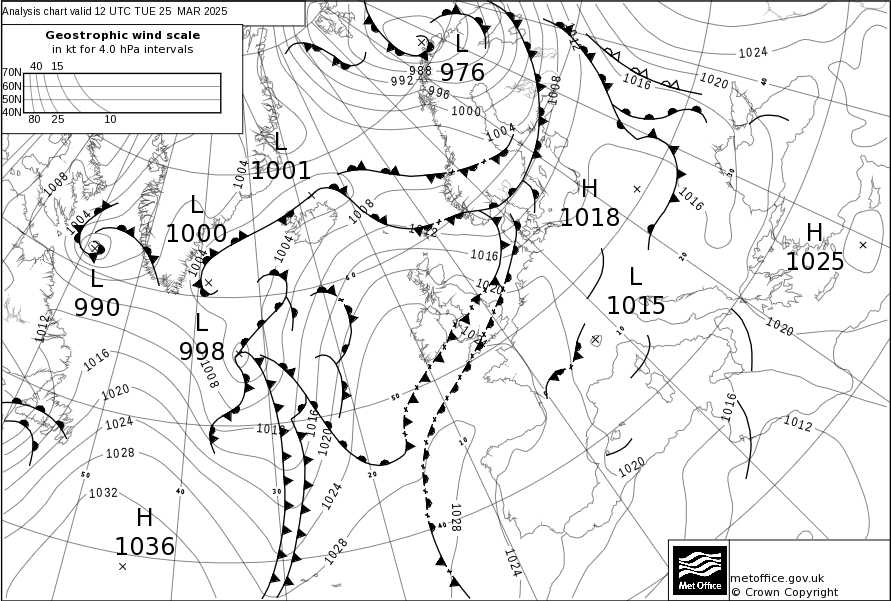 Analysis chart valid 12 UTC TUE 25 MAR 2025
Geostrophic wind scale
in kt for 4.0 hPa intervals
40 15
70N
60N
50N
40N
80 25 10
L
976
988
992
996
1000
1004
1008
1016
1020
1024
40
L
1001
1004
1008
1004
L
1000
1008
1004
1004
1012
1016
1020
1024
H
1018
1016
30
20
H
1025
L
990
L
998
1012
1016
1020
1024
1028
1032
1008
60
L
1015
10
1020
1016
1012
1020
50
1016
1020
1024
1028
50
40
30
20
10
40
1028
1024
H
1036
Met Office
metoffice.gov.uk
© Crown Copyright